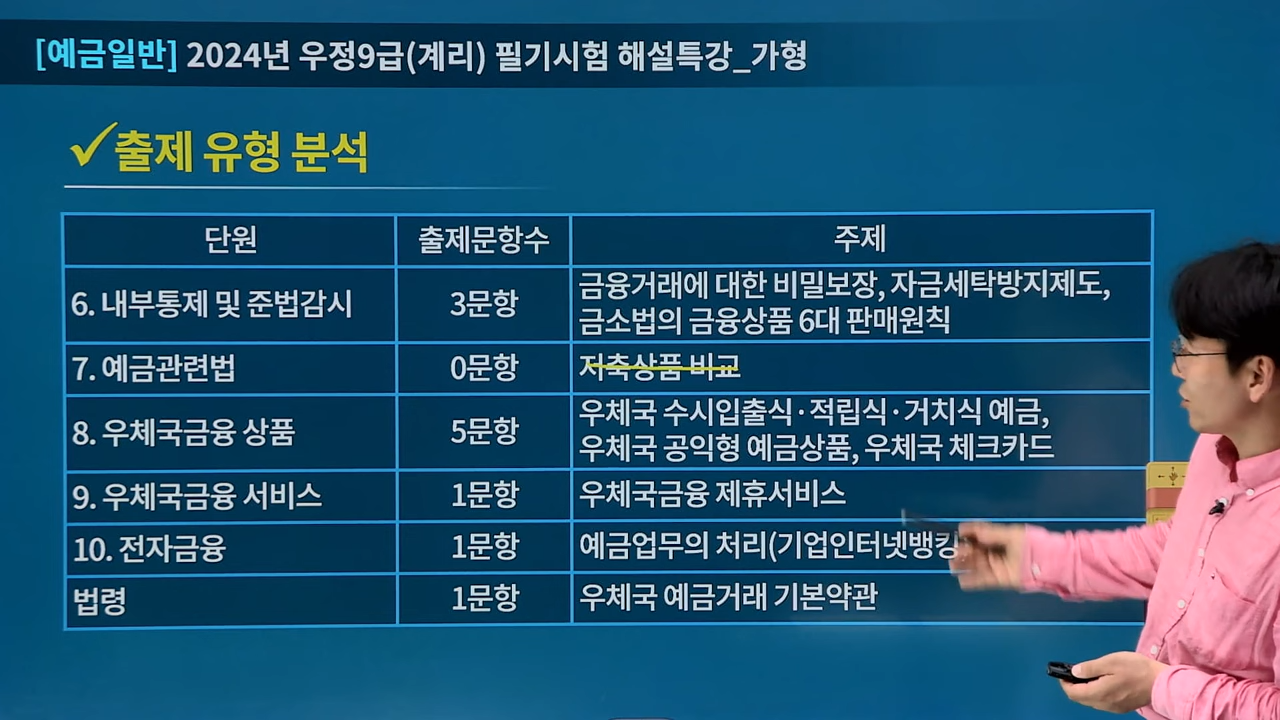 [예금일반] 2024년 우정9급(계리) 필기시험 해설특강_가형
출제 유형 분석
단원 출제문항수 주제
6. 내부통제 및 준법감시 3문항 금융거래에 대한 비밀보장, 자금세탁방지제도,
금소법의 금융상품 6대 판매원칙
7. 예금관련법 0문항 저축상품 비교
8. 우체국금융 상품 5문항 우체국 수시입출식·적립식·거치식 예금,
우체국 공익형 예금상품, 우체국 체크카드
9. 우체국금융 서비스 1문항 우체국금융 제휴서비스
10. 전자금융 1문항 예금업무의 처리(기업인터넷뱅킹
법령 1문항 우체국 예금거래 기본약관